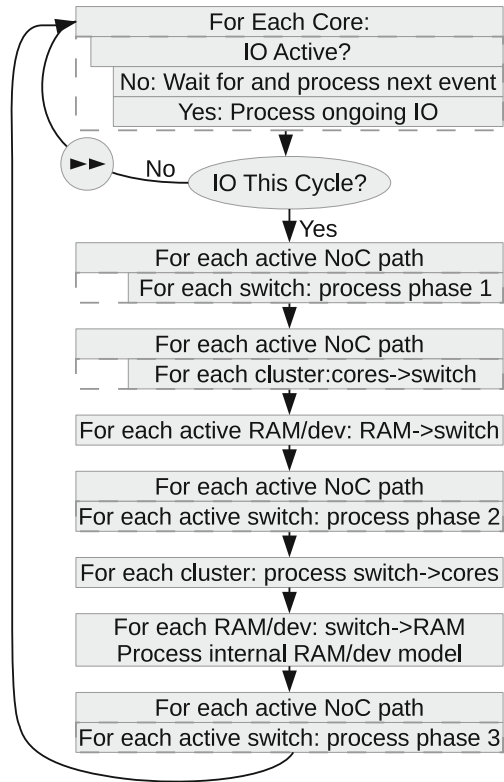 For Each Core:
IO Active?
No: Wait for and process next event
Yes: Process ongoing IO
No
IO This Cycle?
Yes
For each active NoC path
For each switch: process phase 1
For each active NoC path
For each cluster:cores->switch
For each active RAM/dev: RAM->switch
For each active NoC path
For each active switch: process phase 2
For each cluster: process switch->cores
For each RAM/dev: switch->RAM
Process internal RAM/dev model
For each active NoC path
For each active switch: process phase 3